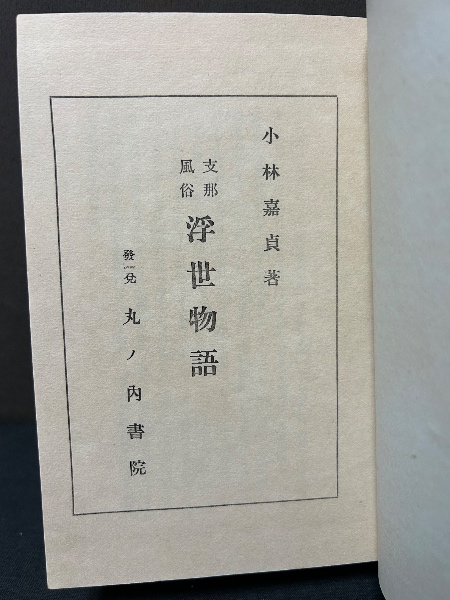 小林嘉貞著
支那
風俗
浮世物語
發兌 丸ノ內書院